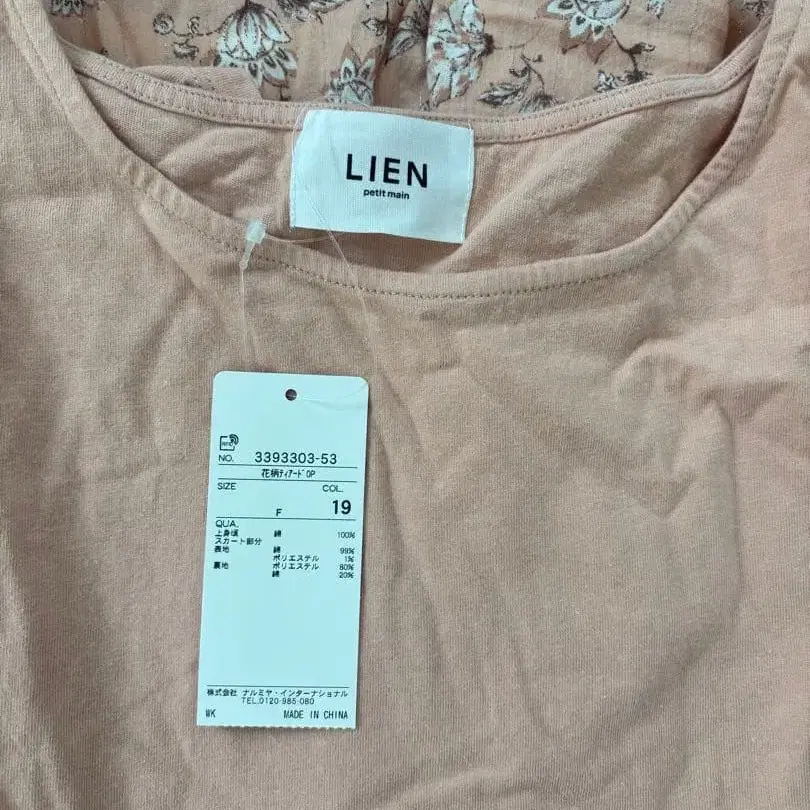 LIEN
petit main
RFID
NO. 3393303-53
花柄ティアードOP
SIZE COL.
F 19
QUA.
上身頃 綿 100%
スカート部分
表地 綿 99%
ポリエステル 1%
裏地 ポリエステル 80%
綿 20%
株式会社 ナルミヤ・インターナショナル
TEL.0120-985-080
WK MADE IN CHINA